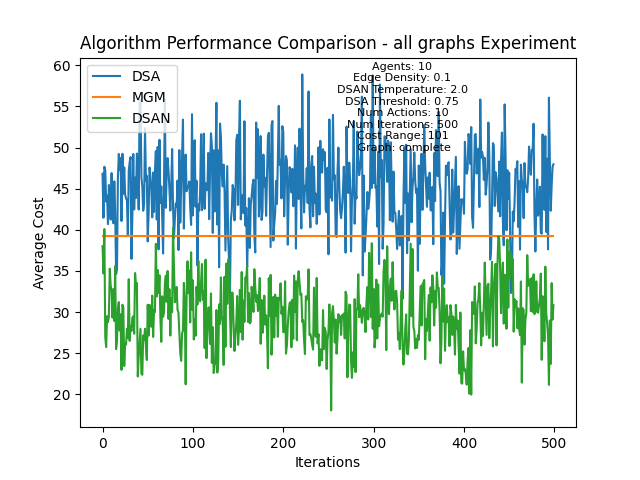 Algorithm Performance Comparison - all graphs Experiment
Agents: 10
Edge Density: 0.1
DSAN Temperature: 2.0
DSA Threshold: 0.75
Num Actions: 10
Num Iterations: 500
Cost Range: 101
Graph: complete
DSA
MGM
DSAN
Average Cost
60
55
50
45
40
35
30
25
20
0
100
200
300
400
500
Iterations